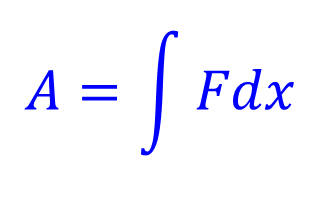 A = ∫ Fdx